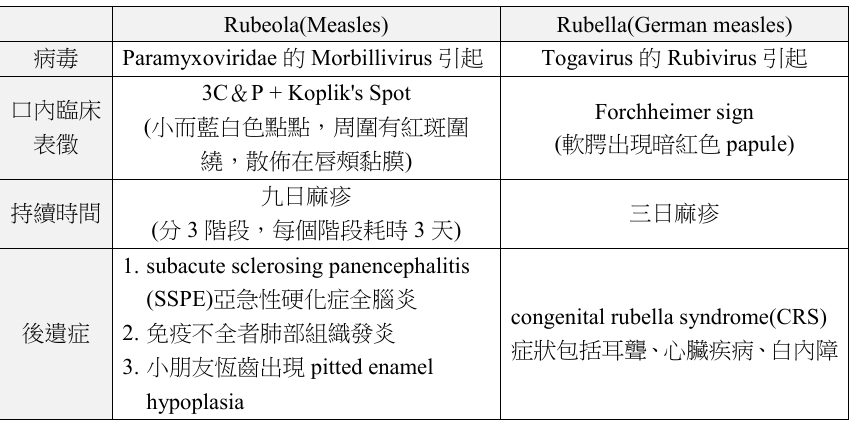 Rubeola(Measles)
Rubella(German measles)
病毒
Paramyxoviridae 的 Morbillivirus 引起
Togavirus 的 Rubivirus 引起
口內臨床
表徵
3C＆P + Koplik's Spot
(小而藍白色點點，周圍有紅斑圍
繞，散佈在唇頰黏膜)
Forchheimer sign
(軟腭出現暗紅色 papule)
持續時間
九日麻疹
(分 3 階段，每個階段耗時 3 天)
三日麻疹
後遺症
1. subacute sclerosing panencephalitis
(SSPE)亞急性硬化症全腦炎
2. 免疫不全者肺部組織發炎
3. 小朋友恆齒出現 pitted enamel
hypoplasia
congenital rubella syndrome(CRS)
症狀包括耳聾、心臟疾病、白內障